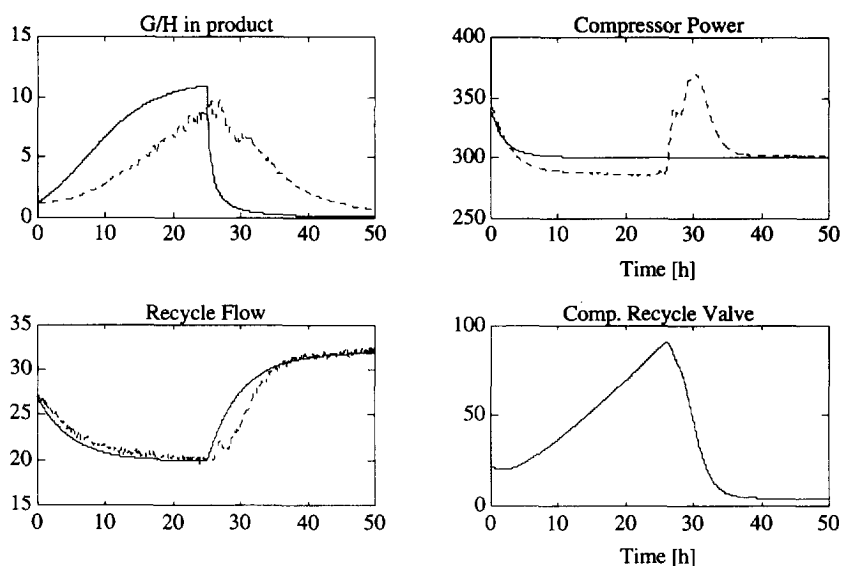 G/H in product
15
10
5
0
0 10 20 30 40 50
Compressor Power
400
350
300
250
0 10 20 30 40 50
Time [h]
Recycle Flow
35
30
25
20
15
0 10 20 30 40 50
Comp. Recycle Valve
100
50
0
0 10 20 30 40 50
Time [h]